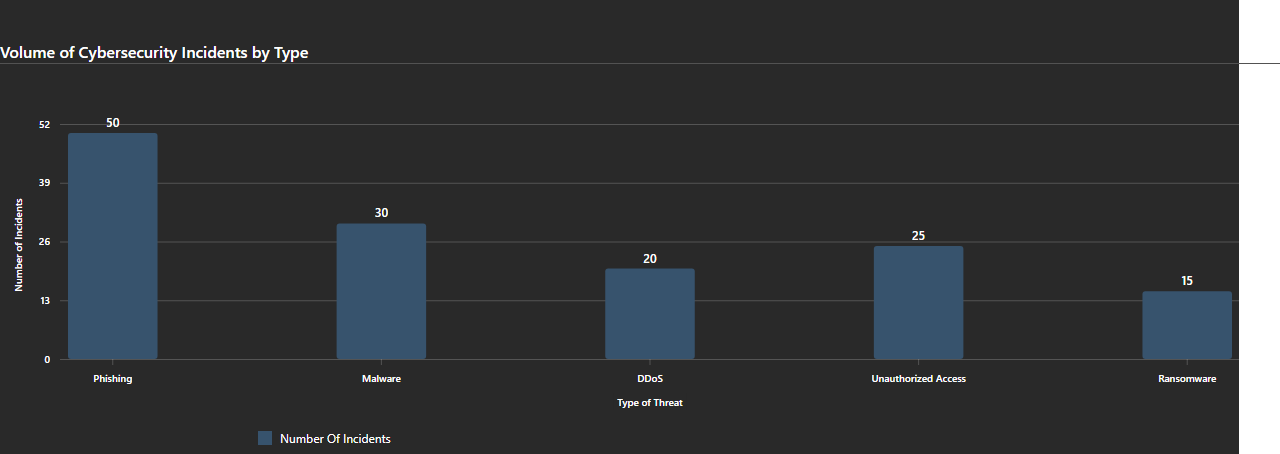 Volume of Cybersecurity Incidents by Type
52
39
26
13
0
Number of Incidents
50
30
20
25
15
Phishing
Malware
DDoS
Unauthorized Access
Ransomware
Type of Threat
Number Of Incidents